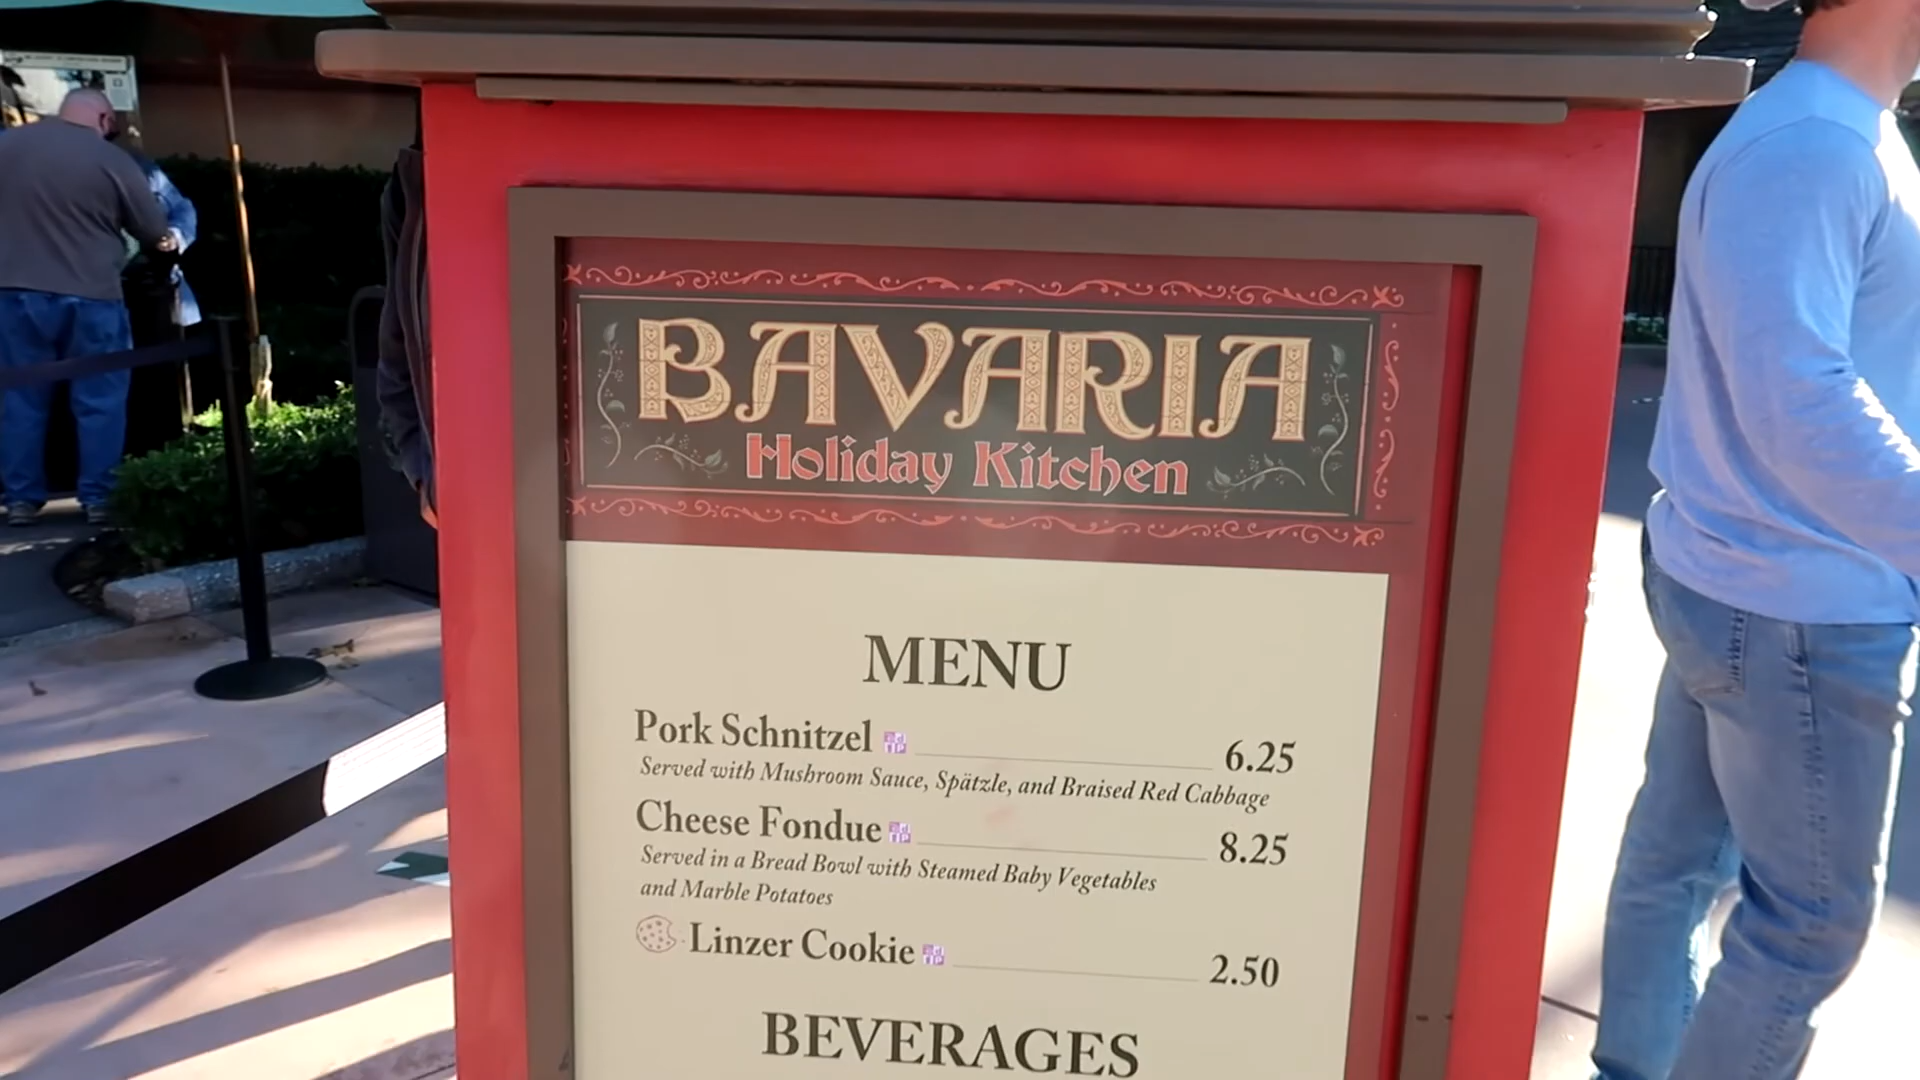 BAVARIA
Holiday Kitchen
MENU
Pork Schnitzel 6.25
Served with Mushroom Sauce, Spätzle, and Braised Red Cabbage
Cheese Fondue 8.25
Served in a Bread Bowl with Steamed Baby Vegetables
and Marble Potatoes
Linzer Cookie 2.50
BEVERAGES